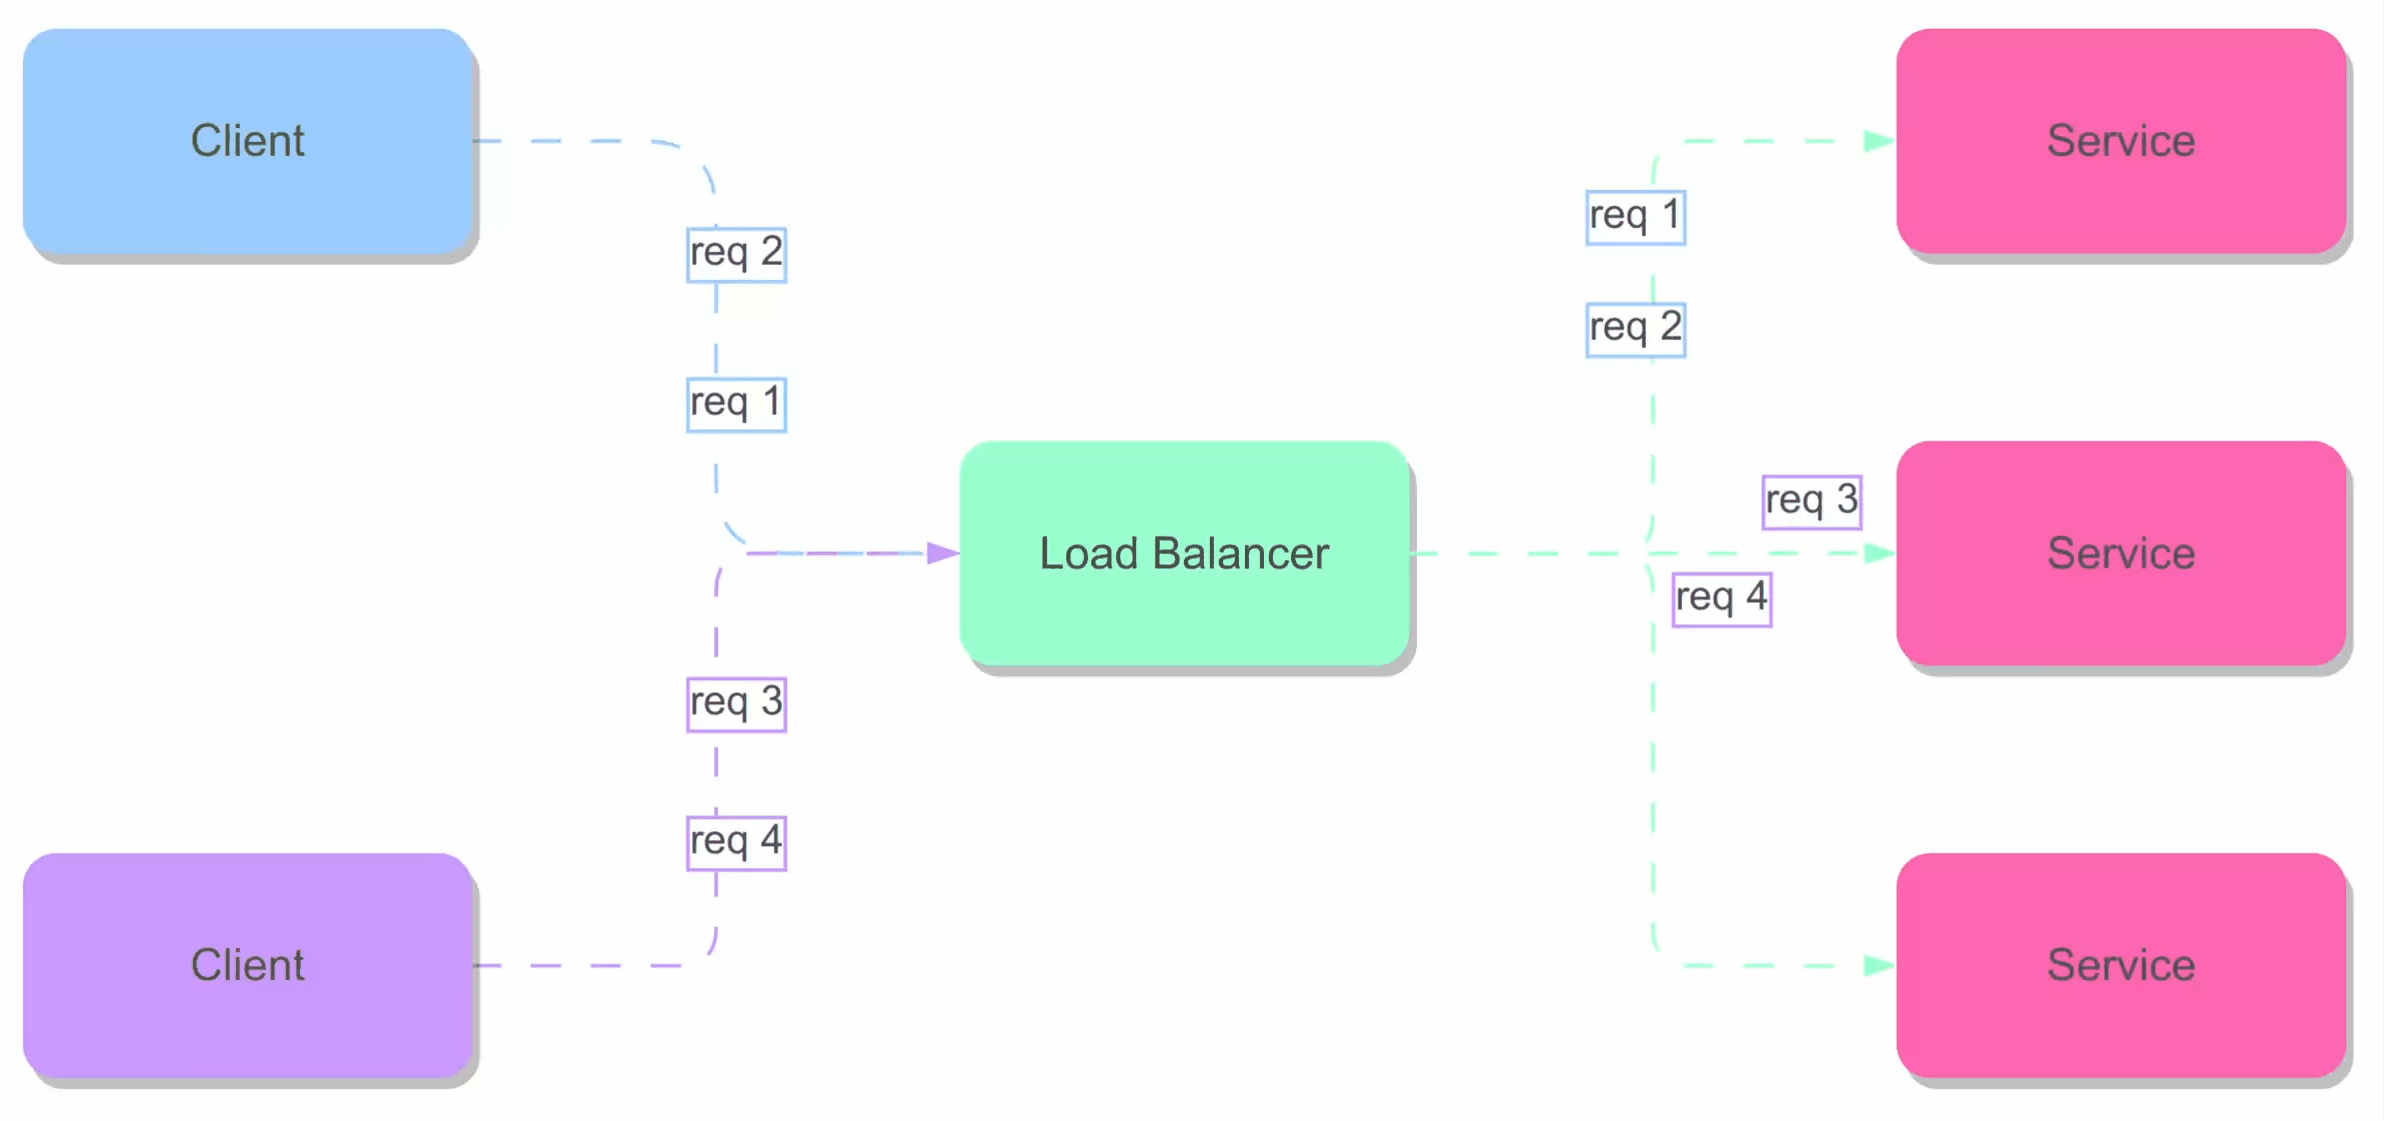 Client
Service
req 1
req 2
req 2
req 1
Load Balancer
req 3
Service
req 4
req 3
req 4
Client
Service